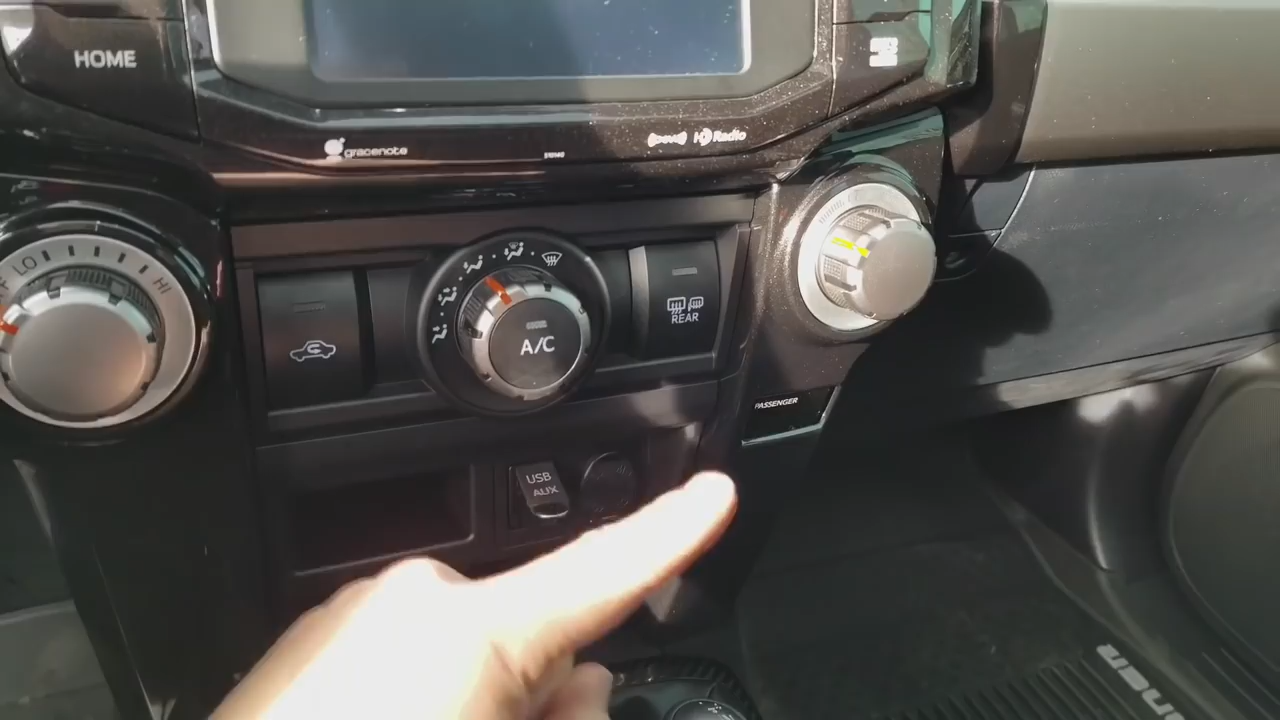 HOME
gracenote
HD Radio
LO
HI
A/C
REAR
PASSENGER
USB
AUX